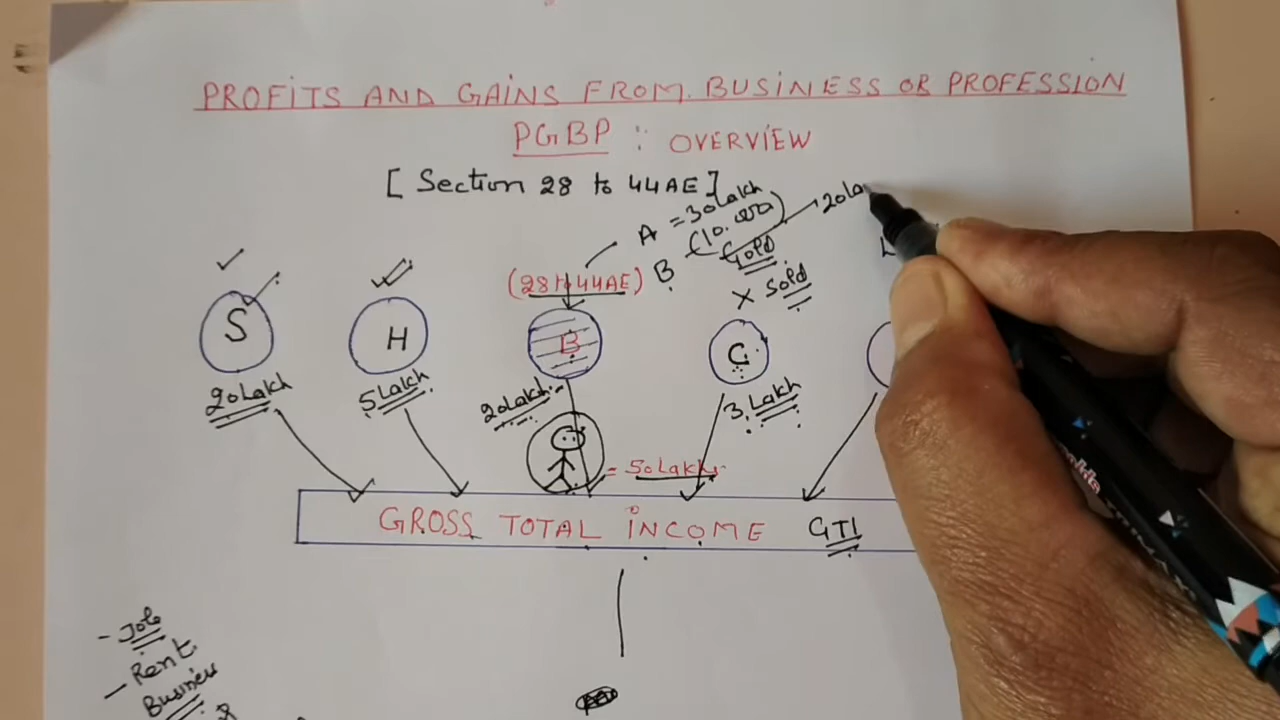 PROFITS AND GAINS FROM BUSINESS OR PROFESSION
PGBP : OVERVIEW
[ Section 28 to 44AE ]
A = 30 Lakh
B
Sold
20 La
X Sold
(28 to 44AE)
S
H
B
C
20 Lakh
5 Lakh
20 Lakh
3 Lakh
= 50 Lakh
GROSS TOTAL INCOME GTI
- Job
- Rent
Business